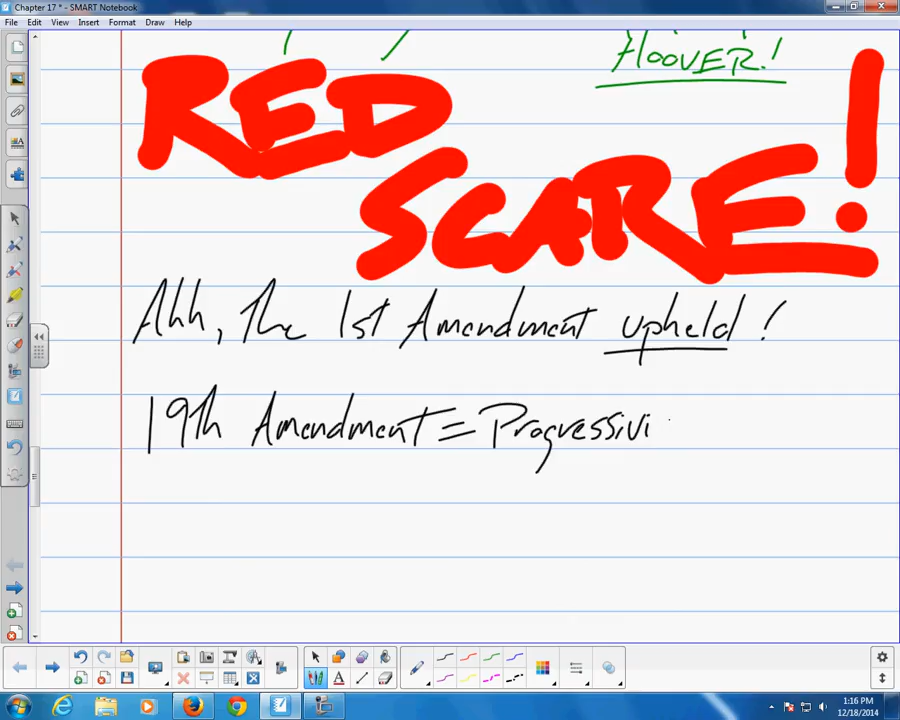 Chapter 17 * - SMART Notebook
File Edit View Insert Format Draw Help
HOOVER!
RED
SCARE!
Ahh, The 1st Amendment upheld!
19th Amendment = Progressivi
1:16 PM
12/18/2014